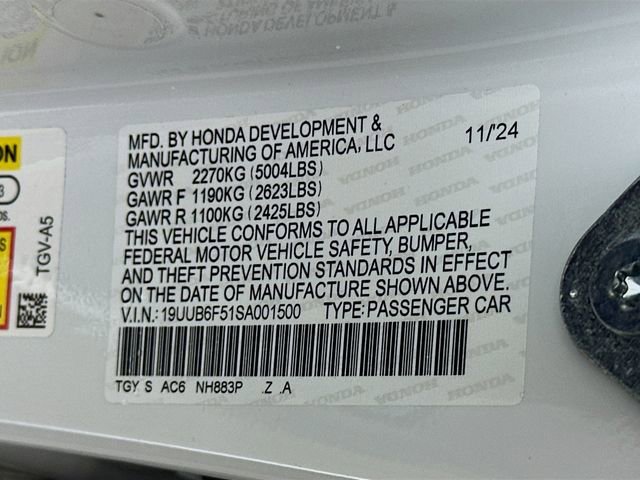 MFD. BY HONDA DEVELOPMENT & 11/24
MANUFACTURING OF AMERICA, LLC
GVWR 2270KG (5004LBS)
GAWR F 1190KG (2623LBS)
GAWR R 1100KG (2425LBS)
THIS VEHICLE CONFORMS TO ALL APPLICABLE
FEDERAL MOTOR VEHICLE SAFETY, BUMPER,
AND THEFT PREVENTION STANDARDS IN EFFECT
ON THE DATE OF MANUFACTURE SHOWN ABOVE.
V.I.N.: 19UUB6F51SA001500 TYPE: PASSENGER CAR
TGY S AC6 NH883P .Z .A
TGV-A5
HONDA